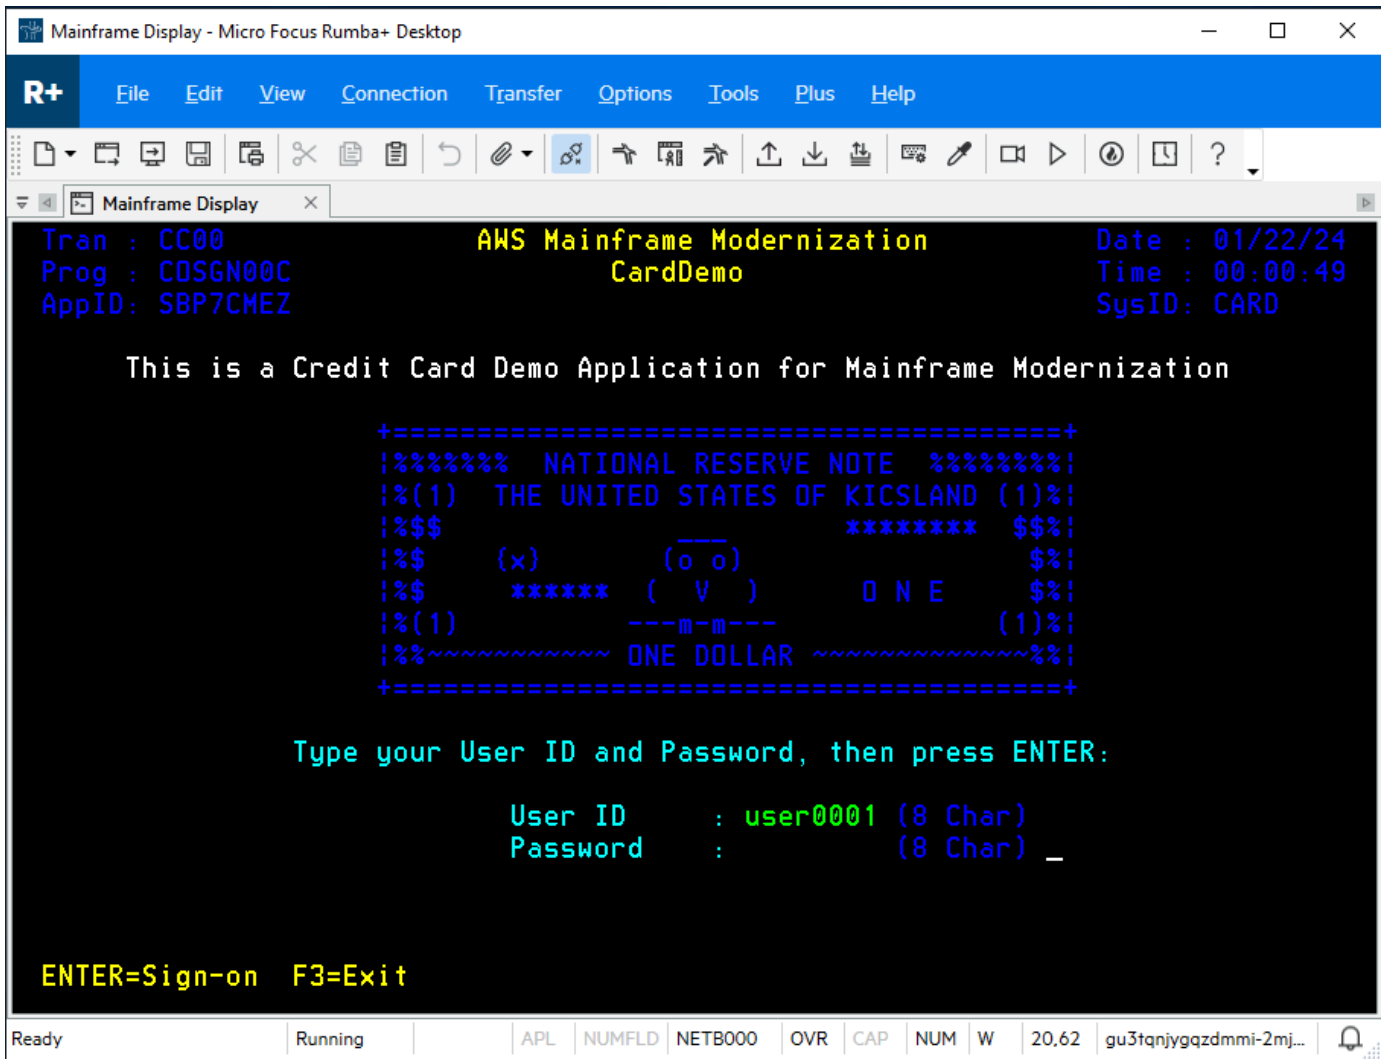 Mainframe Display - Micro Focus Rumba+ Desktop
R+ File Edit View Connection Transfer Options Tools Plus Help
Mainframe Display
Tran : CC00 AWS Mainframe Modernization Date : 01/22/24
Prog : COSGN00C CardDemo Time : 00:00:49
AppID: SBP7CMEZ SysID: CARD
This is a Credit Card Demo Application for Mainframe Modernization
+========================================+
|%%%%%%%  NATIONAL RESERVE NOTE  %%%%%%%%|
|%(1)  THE UNITED STATES OF KICSLAND (1)%|
|%$$              ___       ********  $$%|
|%$    {x}       (o o)                 $%|
|%$     ******  (  V  )      O N E     $%|
|%(1)          ---m-m---             (1)%|
|%%~~~~~~~~~~~ ONE DOLLAR ~~~~~~~~~~~~~%%|
+========================================+
Type your User ID and Password, then press ENTER:
User ID : user0001 (8 Char)
Password : (8 Char) _
ENTER=Sign-on F3=Exit
Ready Running APL NUMFLD NETB000 OVR CAP NUM W 20,62 gu3tqnjygqzdmmi-2mj...